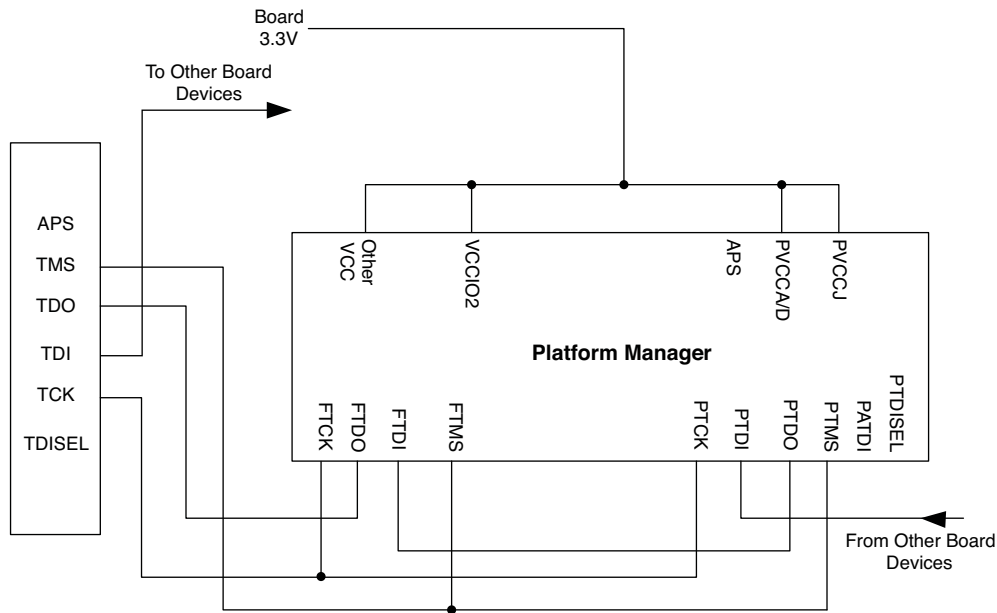 Board
3.3V
To Other Board
Devices
APS
TMS
TDO
TDI
TCK
TDISEL
Other
VCC
VCCIO2
APS
PVCCA/D
PVCCJ
Platform Manager
FTCK
FTDO
FTDI
FTMS
PTCK
PTDI
PTDO
PTMS
PATDI
PTDISEL
From Other Board
Devices